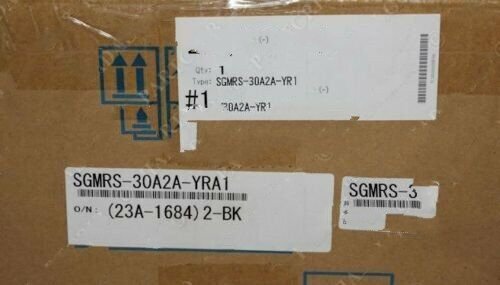 (-)
Qty: 1
Type: SGMRS-30A2A-YR1
(-)
#1
30A2A-YR1
SGMRS-30A2A-YRA1
O/N: (23A-1684)2-BK
SGMRS-3